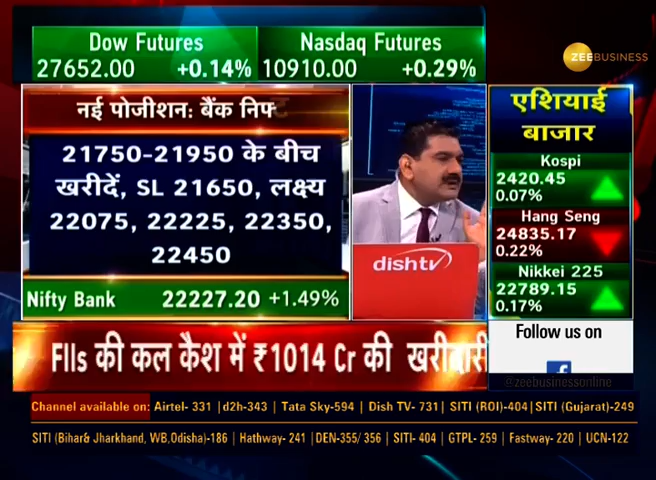 Dow Futures
27652.00 +0.14%
Nasdaq Futures
10910.00 +0.29%
ZEE BUSINESS
नई पोजीशन: बैंक
21750-21950 के बीच
खरीदें, SL 21650, लक्ष्य
22075, 22225, 22350,
22450
Nifty Bank 22227.20 +1.49%
dishtv
एशियाई
बाजार
Kospi
2420.45
0.07%
Hang Seng
24835.17
0.22%
Nikkei 225
22789.15
0.17%
Follow us on
@zeebusinessonline
FIIs की कल कैश में ₹1014 Cr की खरीदारी
Channel available on: Airtel- 331 | d2h-343 | Tata Sky-594 | Dish TV- 731 | SITI (ROI)-404 | SITI (Gujarat)-249
SITI (Bihar& Jharkhand, WB,Odisha)-186 | Hathway- 241 |DEN-355/ 356 | SITI- 404 | GTPL- 259 | Fastway- 220 | UCN-122